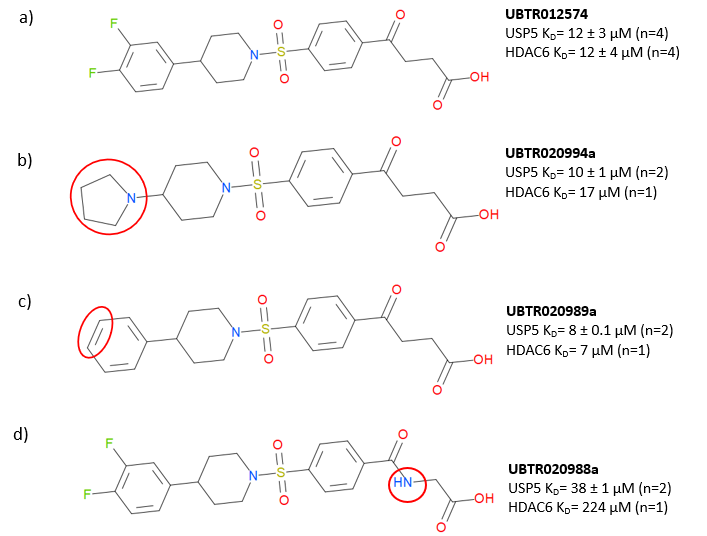 a)
F
F
N
S
O
O
O
O
OH
UBTR012574
USP5 K_D= 12 ± 3 µM (n=4)
HDAC6 K_D= 12 ± 4 µM (n=4)
b)
N
N
S
O
O
O
O
OH
UBTR020994a
USP5 K_D= 10 ± 1 µM (n=2)
HDAC6 K_D= 17 µM (n=1)
c)
N
S
O
O
O
O
OH
UBTR020989a
USP5 K_D= 8 ± 0.1 µM (n=2)
HDAC6 K_D= 7 µM (n=1)
d)
F
F
N
S
O
O
O
HN
O
OH
UBTR020988a
USP5 K_D= 38 ± 1 µM (n=2)
HDAC6 K_D= 224 µM (n=1)